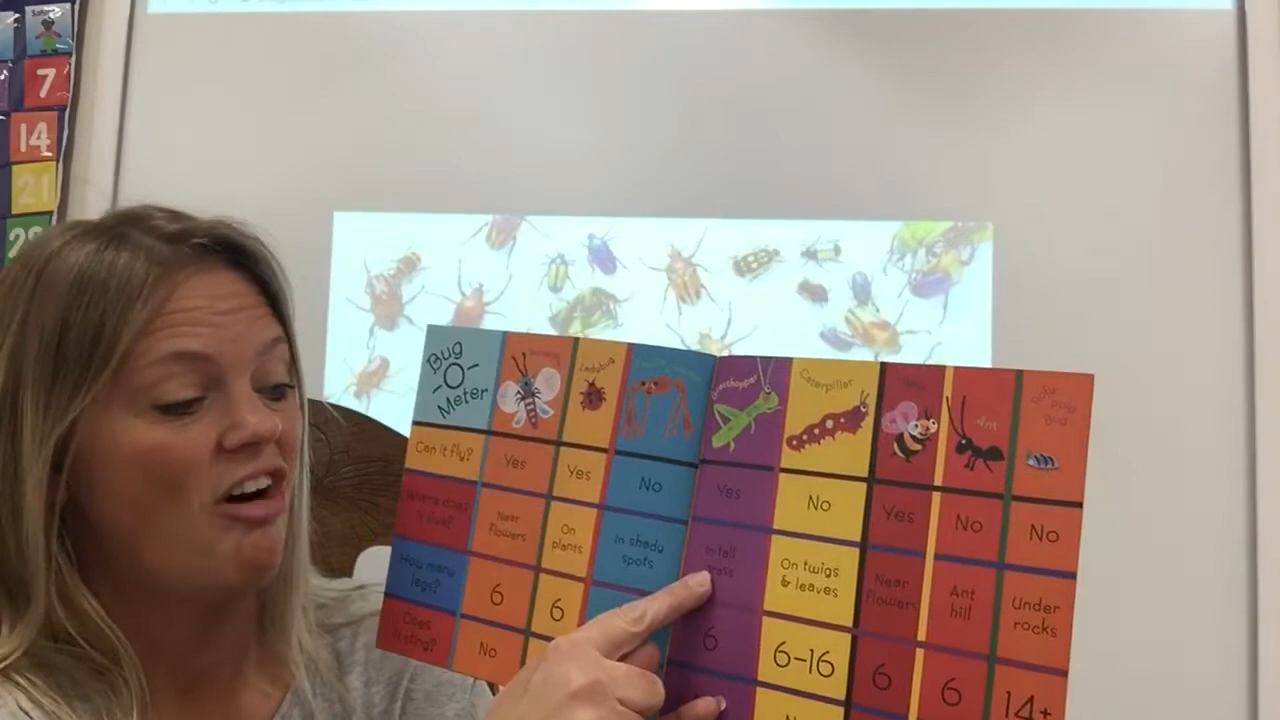 7
14
21
Bug
Meter
Ladybug
Grasshopper
Caterpillar
Ant
Can it fly?
Yes
Yes
No
Yes
No
Yes
No
No
Where does
it live?
Near
flowers
On
plants
In shady
spots
In tall
On twigs
& leaves
Near
flowers
Ant
hill
Under
rocks
How many
legs?
6
6
6
6-16
6
6
14+
Does
it sting?
No